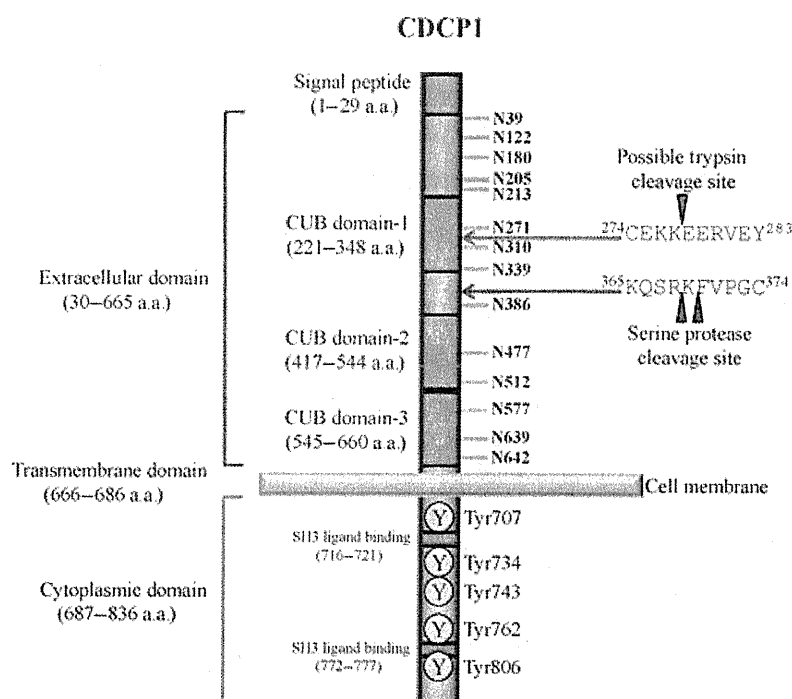 CDCP1
Signal peptide
(1–29 a.a.)
N39
N122
N180
N205
N213
Possible trypsin
cleavage site
CUB domain-1
(221–348 a.a.)
N271
N310
274CEKKEERVEY283
N339
Extracellular domain
(30–665 a.a.)
365KQSRKFVPGC374
N386
Serine protease
cleavage site
CUB domain-2
(417–544 a.a.)
N477
N512
CUB domain-3
(545–660 a.a.)
N577
N639
N642
Transmembrane domain
(666–686 a.a.)
Cell membrane
Y Tyr707
SH3 ligand binding
(716–721)
Y Tyr734
Y Tyr743
Cytoplasmic domain
(687–836 a.a.)
Y Tyr762
SH3 ligand binding
(772–777)
Y Tyr806